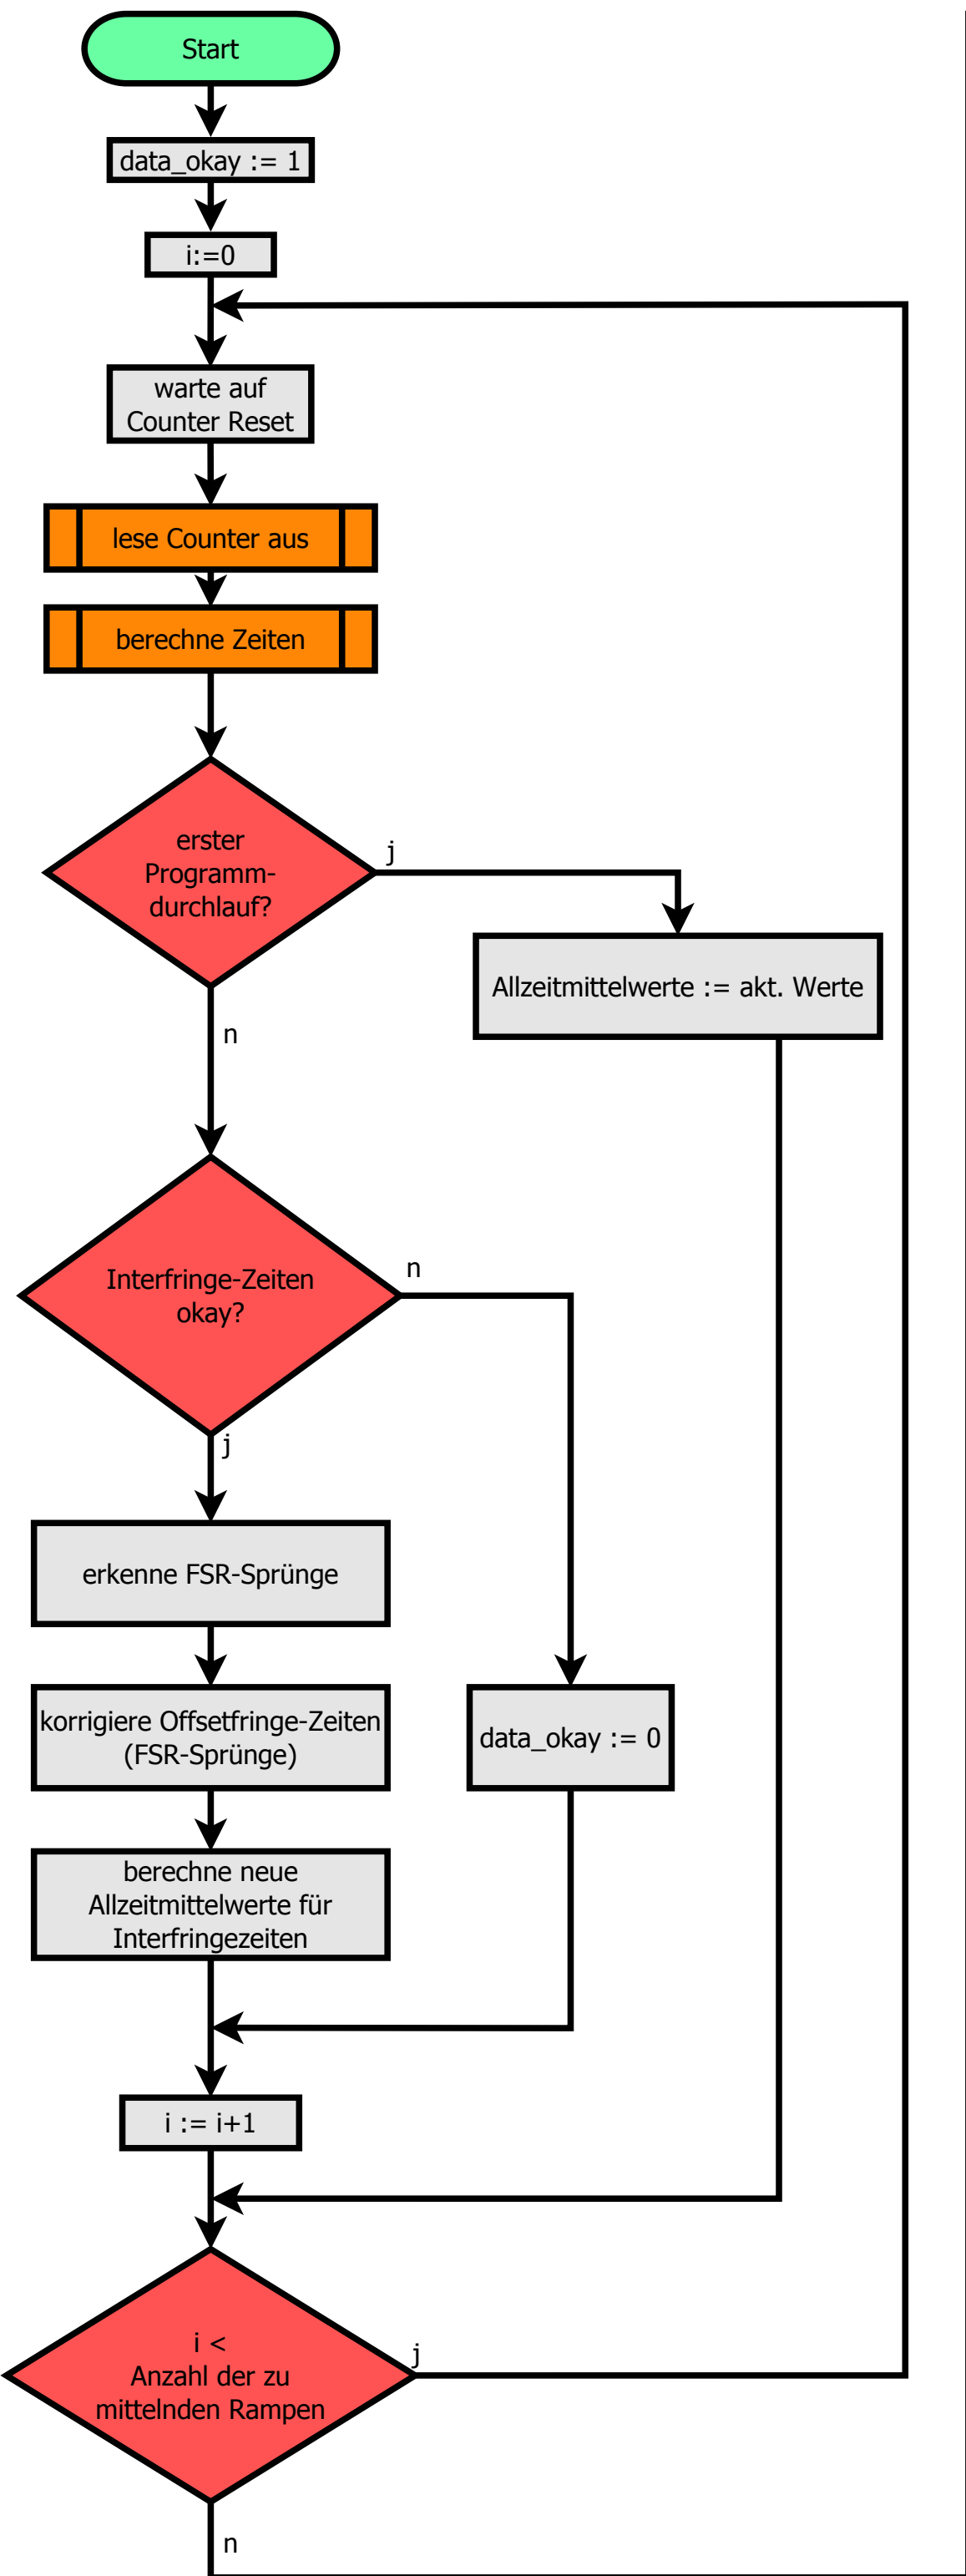 Start
data_okay := 1
i:=0
warte auf
Counter Reset
lese Counter aus
berechne Zeiten
erster
Programm-
durchlauf?
j
Allzeitmittelwerte := akt. Werte
n
Interfringe-Zeiten
okay?
n
j
erkenne FSR-Sprünge
korrigiere Offsetfringe-Zeiten
(FSR-Sprünge)
data_okay := 0
berechne neue
Allzeitmittelwerte für
Interfringezeiten
i := i+1
i <
Anzahl der zu
mittelnden Rampen
j
n